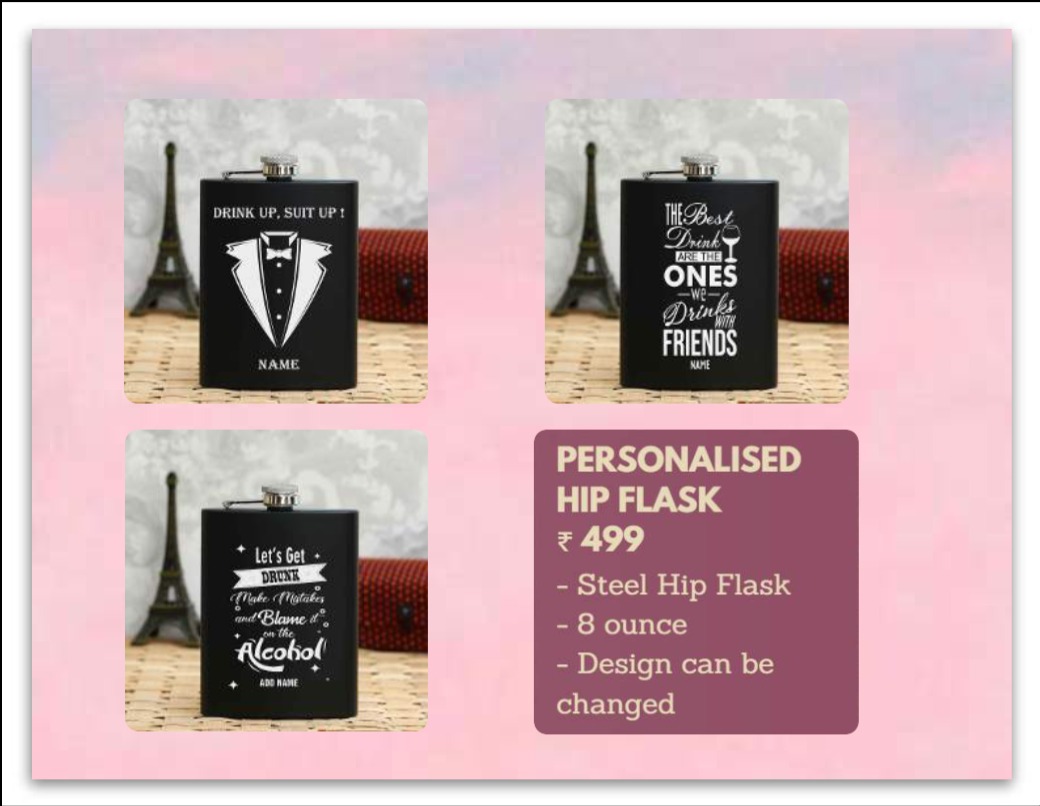 DRINK UP, SUIT UP !
NAME
THE Best
Drink
ARE THE
ONES
we
Drinks
WITH
FRIENDS
NAME
Let's Get
DRUNK
Make Mistakes
and Blame it
on the
Alcohol
ADD NAME
PERSONALISED
HIP FLASK
₹ 499
- Steel Hip Flask
- 8 ounce
- Design can be
changed